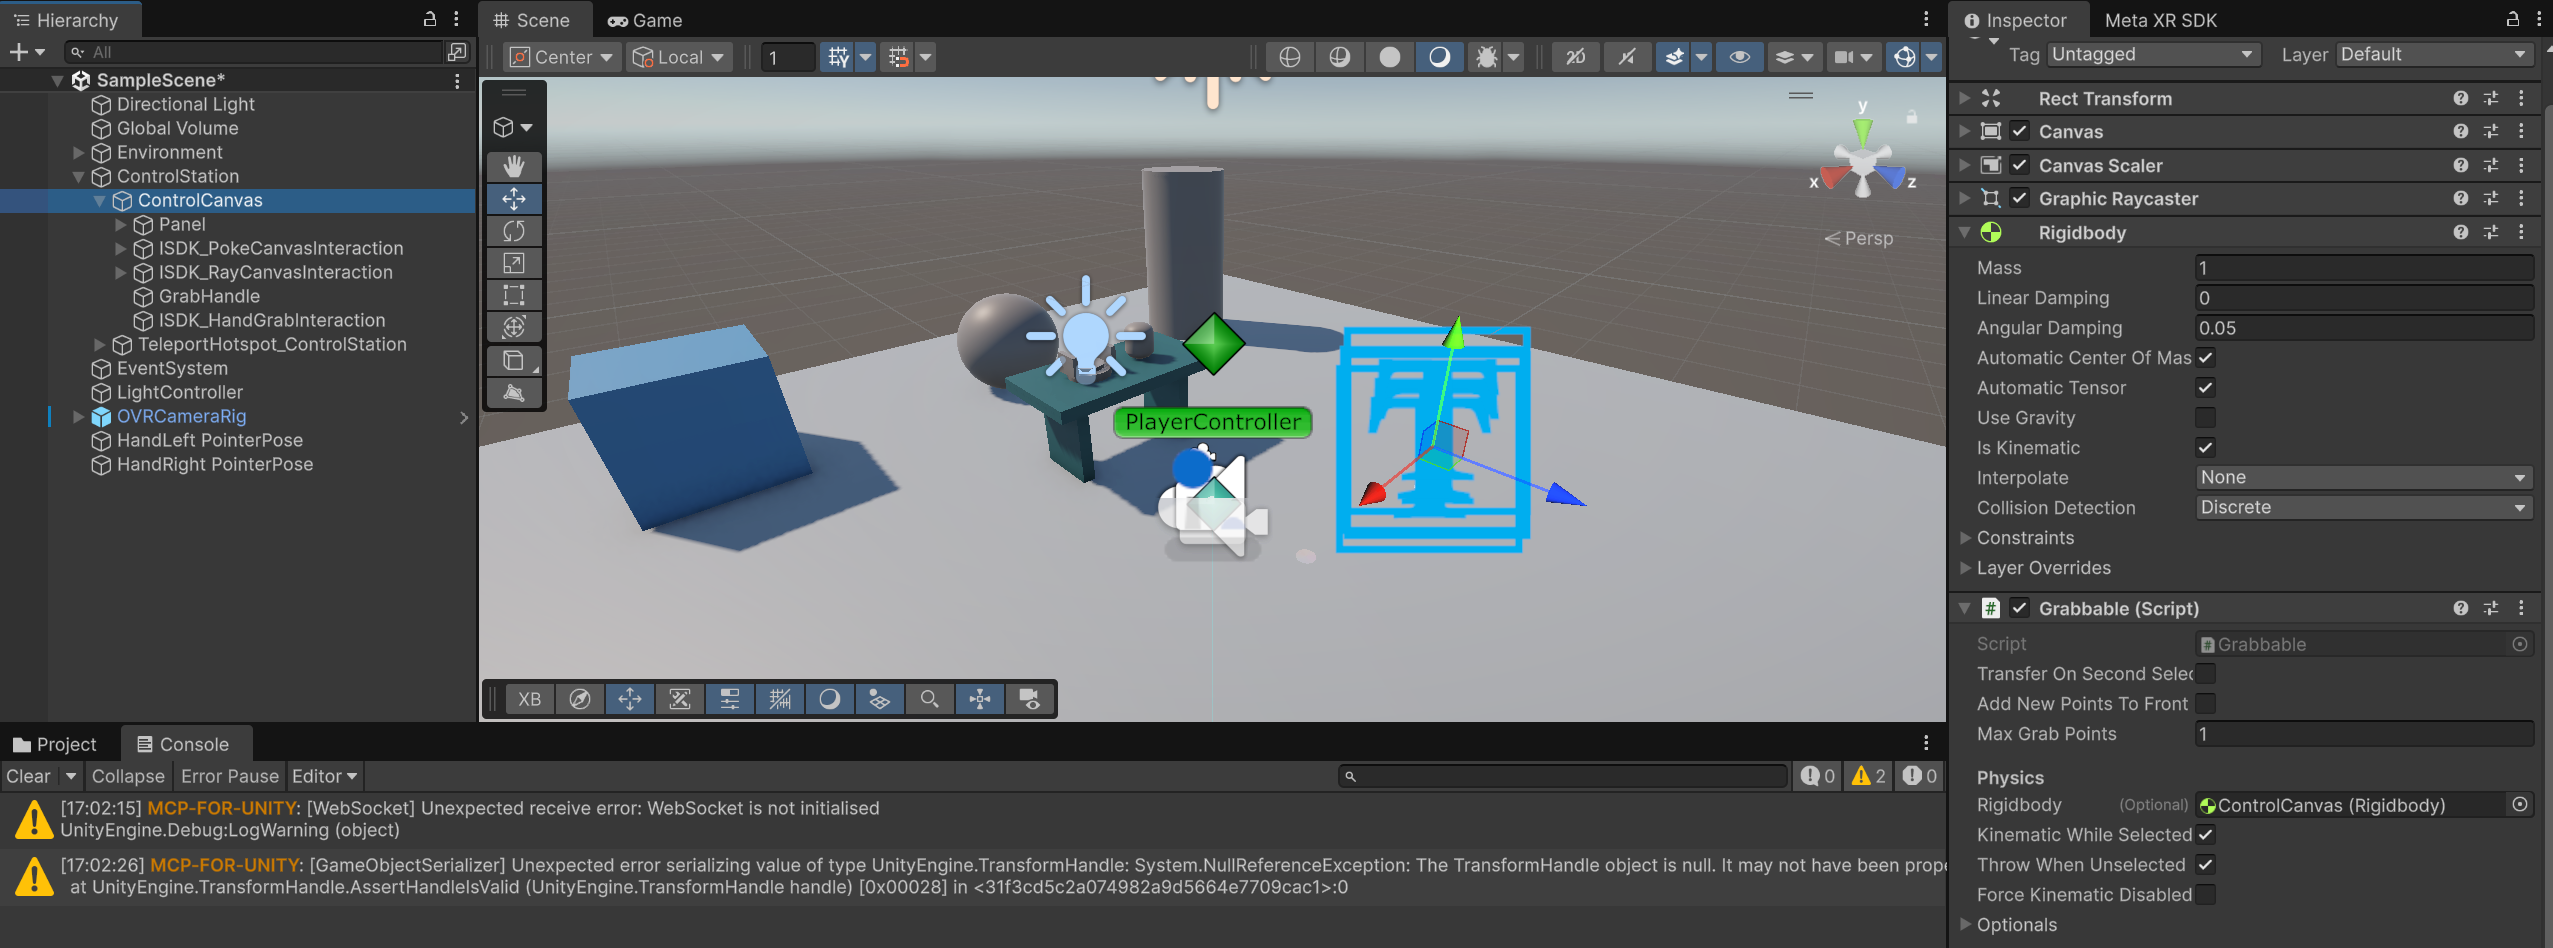 Hierarchy
All
SampleScene*
Directional Light
Global Volume
Environment
ControlStation
ControlCanvas
Panel
ISDK_PokeCanvasInteraction
ISDK_RayCanvasInteraction
GrabHandle
ISDK_HandGrabInteraction
TeleportHotspot_ControlStation
EventSystem
LightController
OVRCameraRig
HandLeft PointerPose
HandRight PointerPose
Scene
Game
Center
Local
1
2D
y
x
z
Persp
PlayerController
XB
Inspector
Meta XR SDK
Tag Untagged Layer Default
Rect Transform
Canvas
Canvas Scaler
Graphic Raycaster
Rigidbody
Mass 1
Linear Damping 0
Angular Damping 0.05
Automatic Center Of Mas
Automatic Tensor
Use Gravity
Is Kinematic
Interpolate None
Collision Detection Discrete
Constraints
Layer Overrides
# Grabbable (Script)
Script # Grabbable
Transfer On Second Selec
Add New Points To Front
Max Grab Points 1
Physics
Rigidbody (Optional) ControlCanvas (Rigidbody)
Kinematic While Selected
Throw When Unselected
Force Kinematic Disabled
Optionals
Project
Console
Clear Collapse Error Pause Editor
0 2 0
[17:02:15] MCP-FOR-UNITY: [WebSocket] Unexpected receive error: WebSocket is not initialised
UnityEngine.Debug:LogWarning (object)
[17:02:26] MCP-FOR-UNITY: [GameObjectSerializer] Unexpected error serializing value of type UnityEngine.TransformHandle: System.NullReferenceException: The TransformHandle object is null. It may not have been prope
at UnityEngine.TransformHandle.AssertHandleIsValid (UnityEngine.TransformHandle handle) [0x00028] in <31f3cd5c2a074982a9d5664e7709cac1>:0